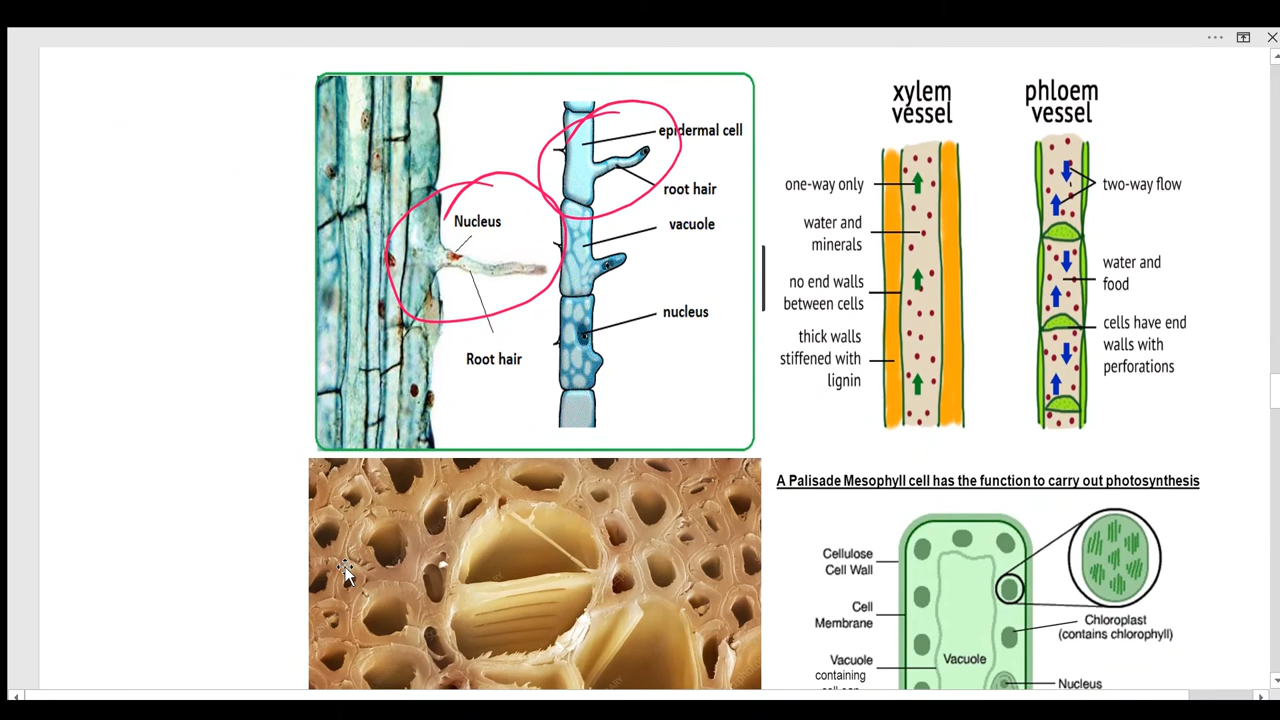 epidermal cell
root hair
Nucleus
vacuole
nucleus
Root hair
xylem
vessel
phloem
vessel
one-way only
water and
minerals
no end walls
between cells
thick walls
stiffened with
lignin
two-way flow
water and
food
cells have end
walls with
perforations
A Palisade Mesophyll cell has the function to carry out photosynthesis
Cellulose
Cell Wall
Cell
Membrane
Vacuole
containing
Vacuole
Chloroplast
(contains chlorophyll)
Nucleus